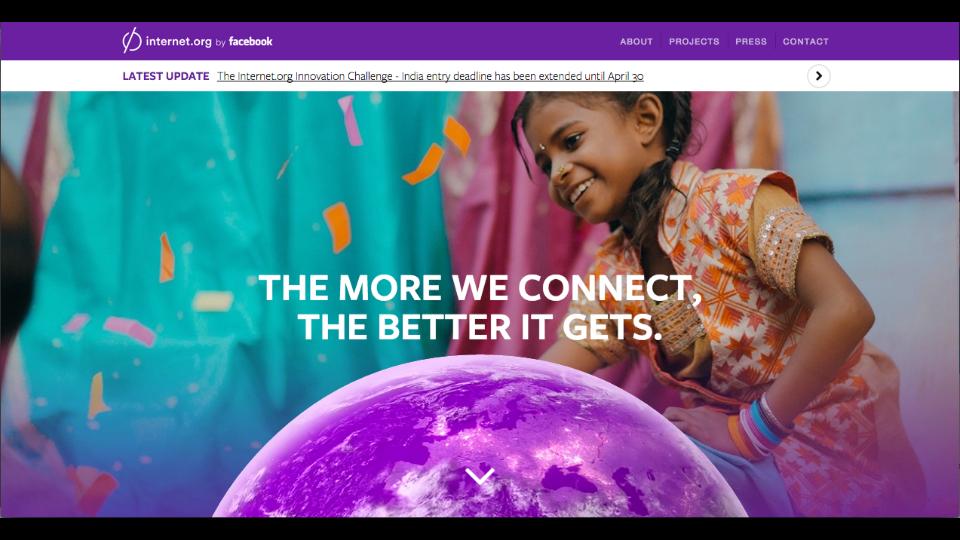 internet.org by facebook
ABOUT PROJECTS PRESS CONTACT
LATEST UPDATE The Internet.org Innovation Challenge - India entry deadline has been extended until April 30
THE MORE WE CONNECT,
THE BETTER IT GETS.